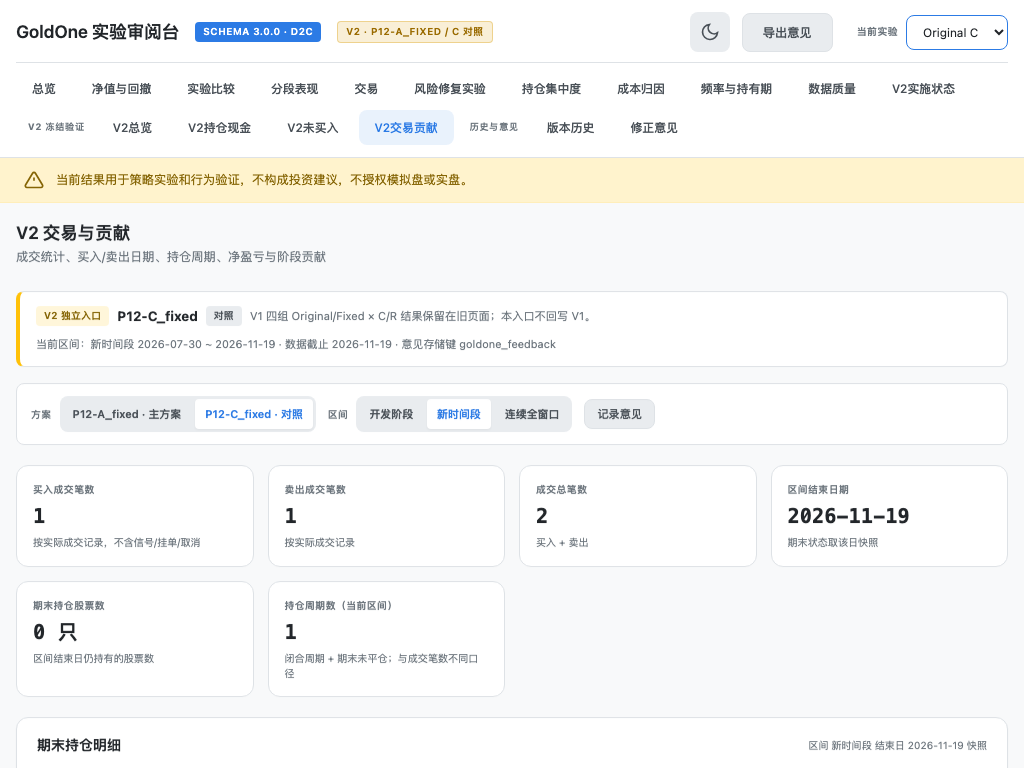 GoldOne 实验审阅台
SCHEMA 3.0.0 · D2C
V2 · P12-A_FIXED / C 对照
导出意见
当前实验
Original C
总览
净值与回撤
实验比较
分段表现
交易
风险修复实验
持仓集中度
成本归因
频率与持有期
数据质量
V2实施状态
V2 冻结验证
V2总览
V2持仓现金
V2未买入
V2交易贡献
历史与意见
版本历史
修正意见
当前结果用于策略实验和行为验证，不构成投资建议，不授权模拟盘或实盘。
V2 交易与贡献
成交统计、买入/卖出日期、持仓周期、净盈亏与阶段贡献
V2 独立入口
P12-C_fixed
对照
V1 四组 Original/Fixed × C/R 结果保留在旧页面；本入口不回写 V1。
当前区间：新时间段 2026-07-30 ~ 2026-11-19 · 数据截止 2026-11-19 · 意见存储键 goldone_feedback
方案
P12-A_fixed · 主方案
P12-C_fixed · 对照
区间
开发阶段
新时间段
连续全窗口
记录意见
买入成交笔数
1
按实际成交记录，不含信号/挂单/取消
卖出成交笔数
1
按实际成交记录
成交总笔数
2
买入 + 卖出
区间结束日期
2026-11-19
期末状态取该日快照
期末持仓股票数
0 只
区间结束日仍持有的股票数
持仓周期数（当前区间）
1
闭合周期 + 期末未平仓；与成交笔数不同口
径
期末持仓明细
区间 新时间段 结束日 2026-11-19 快照